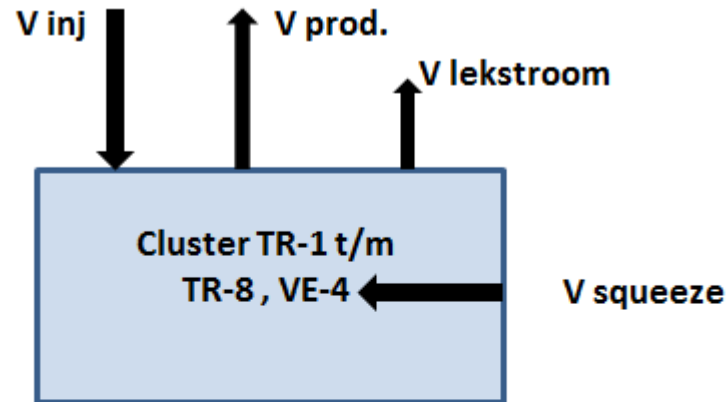 V inj
V prod.
V lekstroom
Cluster TR-1 t/m
TR-8 , VE-4
V squeeze